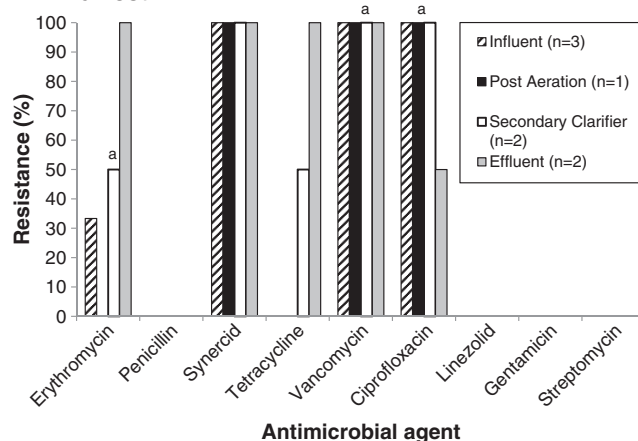 a
a
a
100
90
80
70
60
50
40
30
20
10
0
Resistance (%)
Influent (n=3)
Post Aeration (n=1)
Secondary Clarifier
(n=2)
Effluent (n=2)
Erythromycin
Penicillin
Synercid
Tetracycline
Vancomycin
Ciprofloxacin
Linezolid
Gentamicin
Streptomycin
Antimicrobial agent